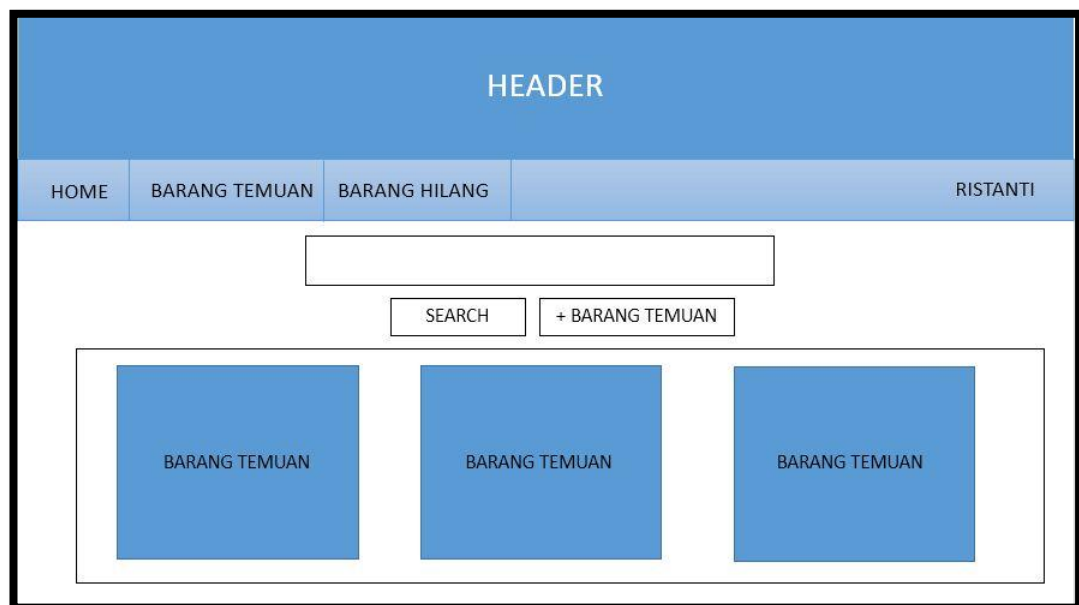 HEADER
HOME BARANG TEMUAN BARANG HILANG RISTANTI
SEARCH + BARANG TEMUAN
BARANG TEMUAN BARANG TEMUAN BARANG TEMUAN